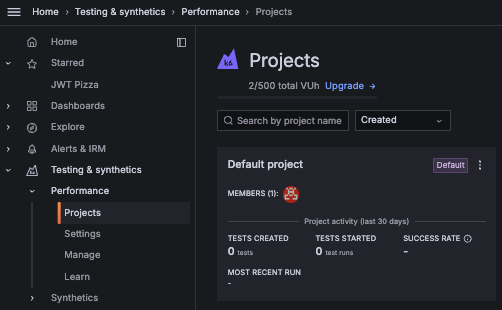 Home > Testing & synthetics > Performance > Projects
Home
Starred
JWT Pizza
Dashboards
Explore
Alerts & IRM
Testing & synthetics
Performance
Projects
Settings
Manage
Learn
Synthetics
k6
Projects
2/500 total VUh Upgrade →
Search by project name
Created
Default project
Default
MEMBERS (1):
Project activity (last 30 days)
TESTS CREATED
0 tests
TESTS STARTED
0 test runs
SUCCESS RATE
-
MOST RECENT RUN
-